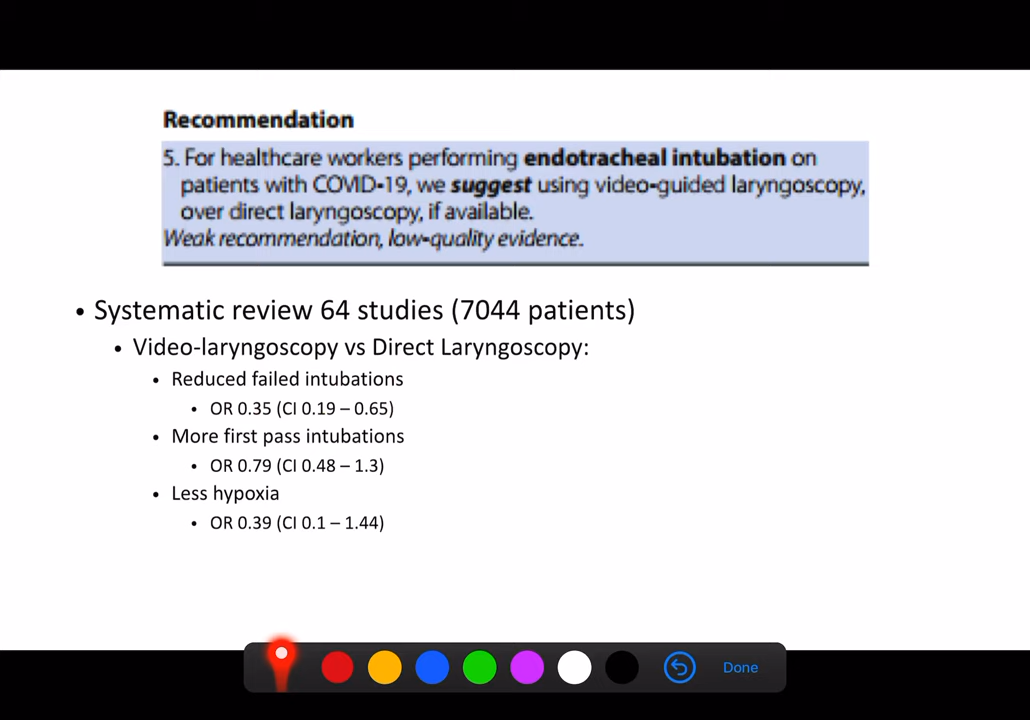 Recommendation
5. For healthcare workers performing endotracheal intubation on
patients with COVID-19, we suggest using video-guided laryngoscopy,
over direct laryngoscopy, if available.
Weak recommendation, low-quality evidence.
• Systematic review 64 studies (7044 patients)
• Video-laryngoscopy vs Direct Laryngoscopy:
• Reduced failed intubations
• OR 0.35 (CI 0.19 – 0.65)
• More first pass intubations
• OR 0.79 (CI 0.48 – 1.3)
• Less hypoxia
• OR 0.39 (CI 0.1 – 1.44)
Done